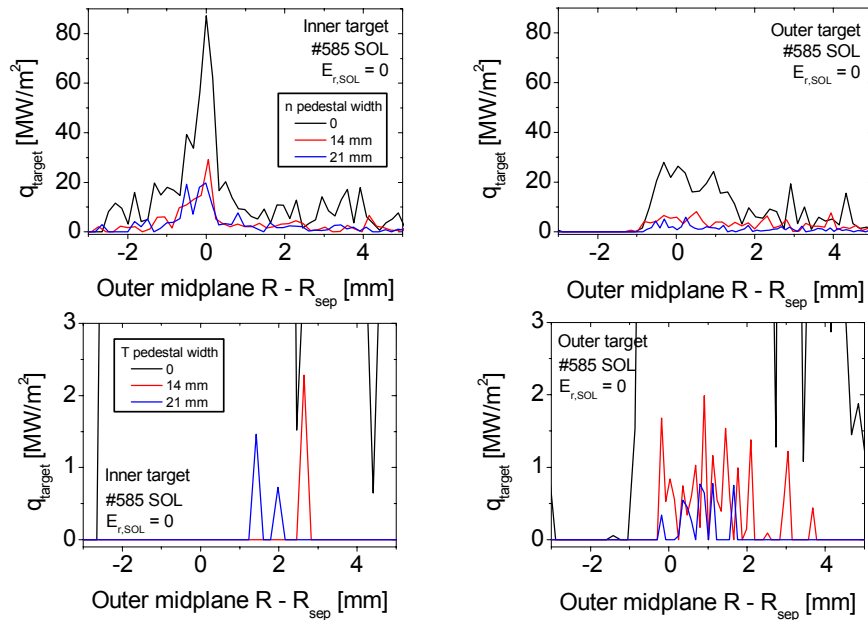 80
60
40
20
0
q_target [MW/m²]
Inner target
#585 SOL
E_r,SOL = 0
n pedestal width
0
14 mm
21 mm
-2
0
2
4
Outer midplane R - R_sep [mm]
80
60
40
20
0
q_target [MW/m²]
Outer target
#585 SOL
E_r,SOL = 0
-2
0
2
4
Outer midplane R - R_sep [mm]
3
2
1
0
q_target [MW/m²]
T pedestal width
0
14 mm
21 mm
Inner target
#585 SOL
E_r,SOL = 0
-2
0
2
4
Outer midplane R - R_sep [mm]
3
2
1
0
q_target [MW/m²]
Outer target
#585 SOL
E_r,SOL = 0
-2
0
2
4
Outer midplane R - R_sep [mm]